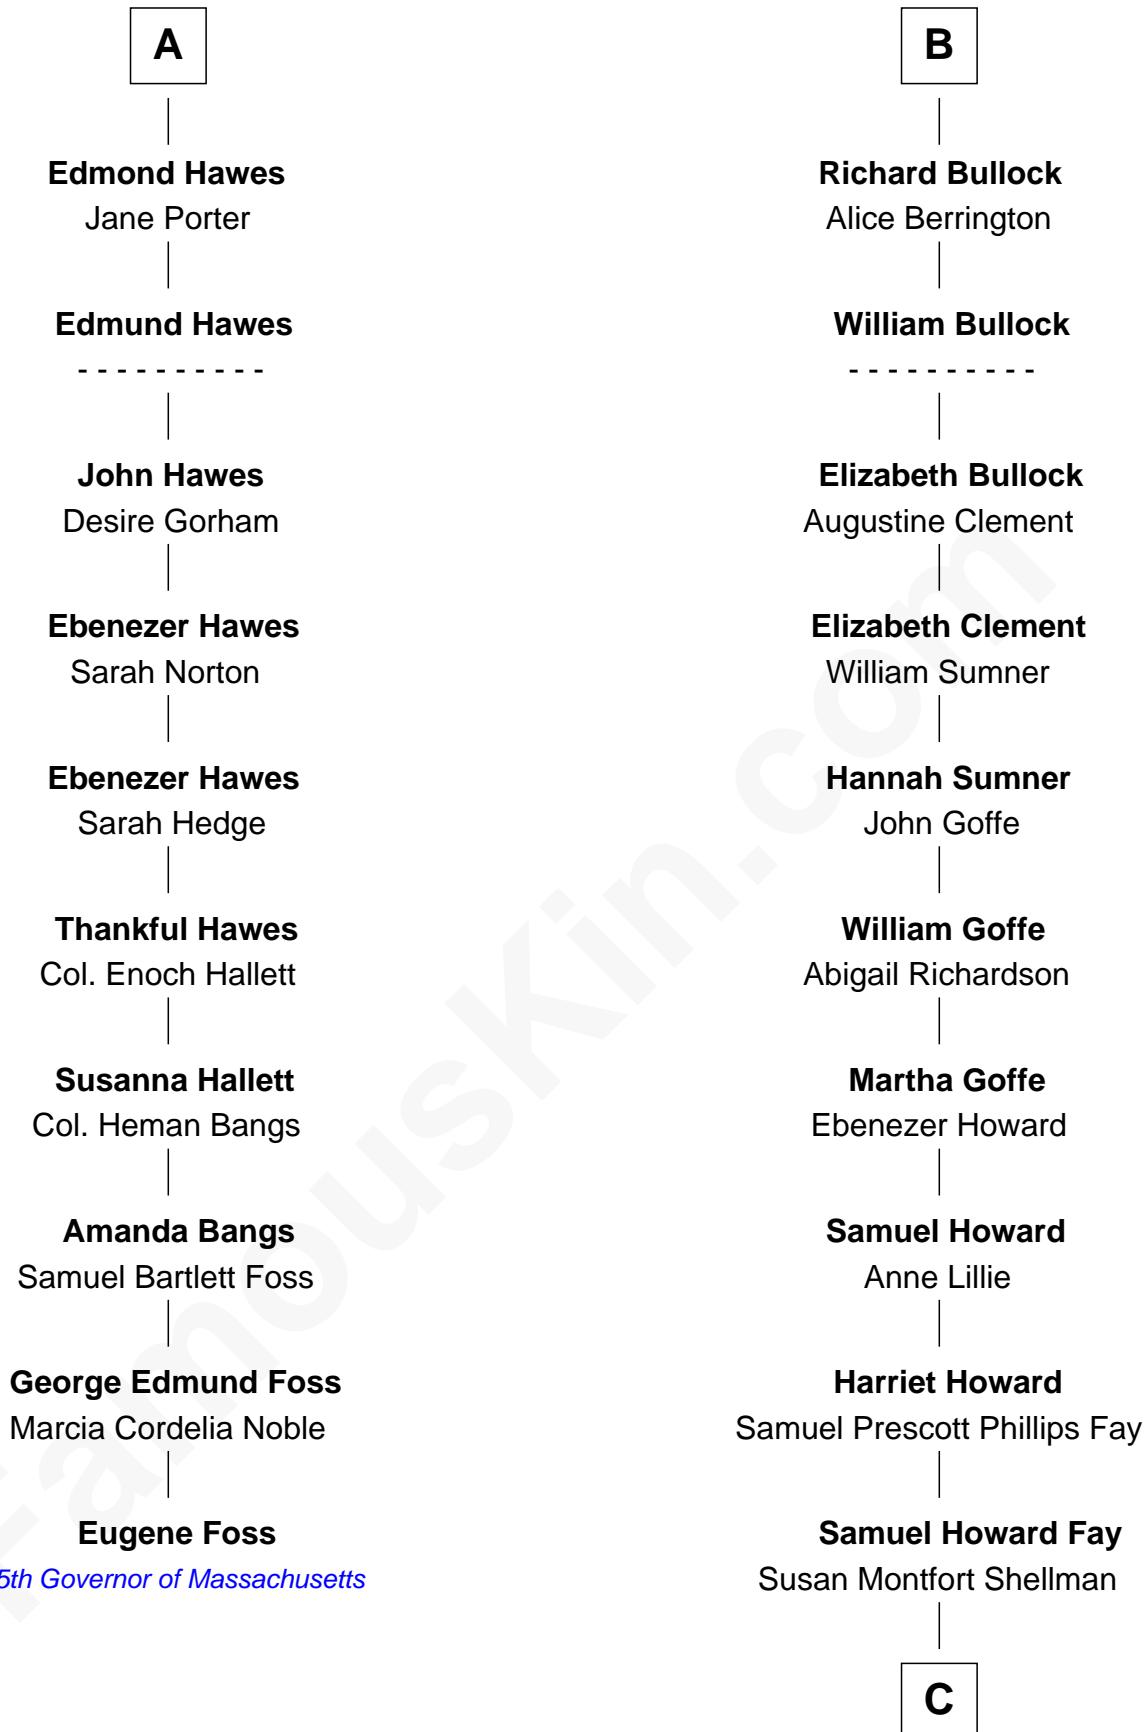 A
Edmond Hawes
Jane Porter
Edmund Hawes
- - - - - - - - - -
John Hawes
Desire Gorham
Ebenezer Hawes
Sarah Norton
Ebenezer Hawes
Sarah Hedge
Thankful Hawes
Col. Enoch Hallett
Susanna Hallett
Col. Heman Bangs
Amanda Bangs
Samuel Bartlett Foss
George Edmund Foss
Marcia Cordelia Noble
Eugene Foss
5th Governor of Massachusetts
B
Richard Bullock
Alice Berrington
William Bullock
- - - - - - - - - -
Elizabeth Bullock
Augustine Clement
Elizabeth Clement
William Sumner
Hannah Sumner
John Goffe
William Goffe
Abigail Richardson
Martha Goffe
Ebenezer Howard
Samuel Howard
Anne Lillie
Harriet Howard
Samuel Prescott Phillips Fay
Samuel Howard Fay
Susan Montfort Shellman
C
FamousKin.com